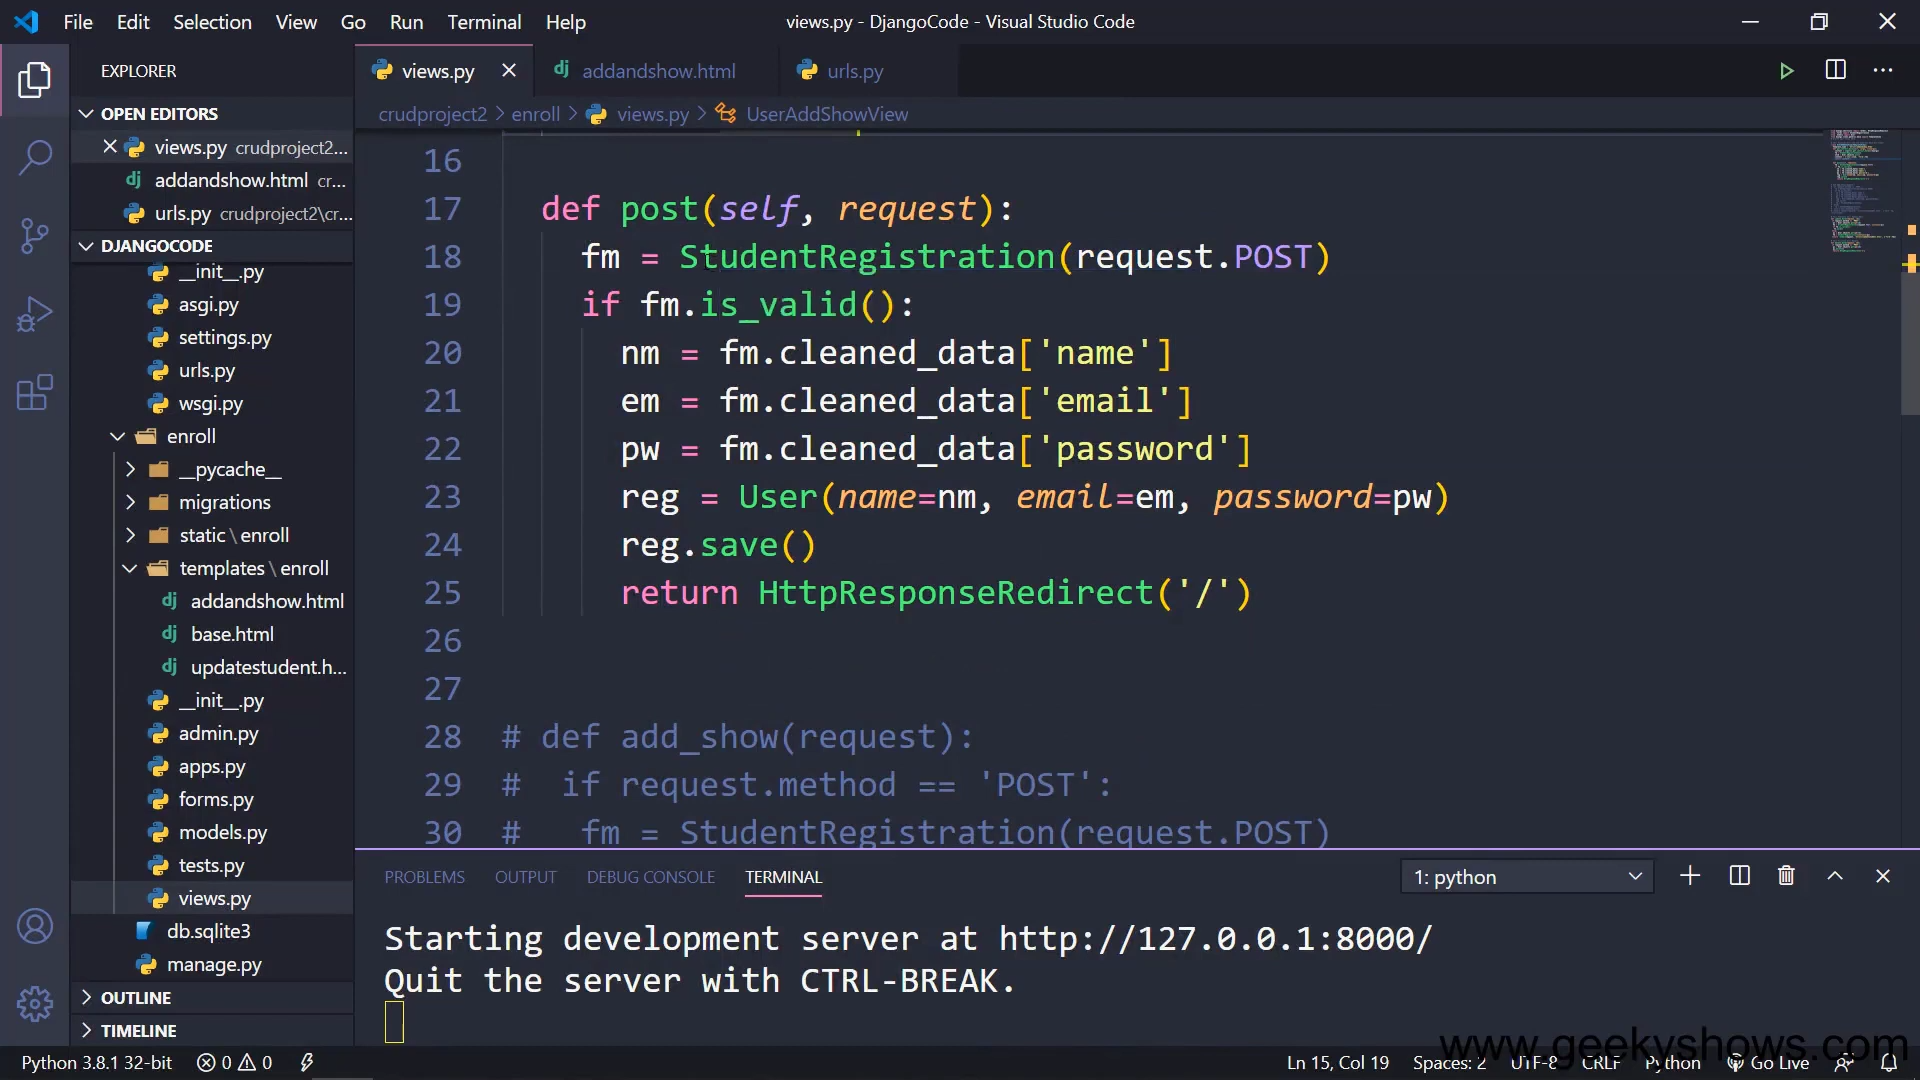 File Edit Selection View Go Run Terminal Help
views.py - DjangoCode - Visual Studio Code
EXPLORER
OPEN EDITORS
views.py crudproject2...
addandshow.html cr...
urls.py crudproject2\cr...
DJANGOCODE
__init__.py
asgi.py
settings.py
urls.py
wsgi.py
enroll
__pycache__
migrations
static\enroll
templates\enroll
addandshow.html
base.html
updatestudent.h...
__init__.py
admin.py
apps.py
forms.py
models.py
tests.py
views.py
db.sqlite3
manage.py
OUTLINE
TIMELINE
views.py addandshow.html urls.py
crudproject2 > enroll > views.py > UserAddShowView
16
17 def post(self, request):
18 fm = StudentRegistration(request.POST)
19 if fm.is_valid():
20 nm = fm.cleaned_data['name']
21 em = fm.cleaned_data['email']
22 pw = fm.cleaned_data['password']
23 reg = User(name=nm, email=em, password=pw)
24 reg.save()
25 return HttpResponseRedirect('/')
26
27
28 # def add_show(request):
29 # if request.method == 'POST':
30 # fm = StudentRegistration(request.POST)
PROBLEMS OUTPUT DEBUG CONSOLE TERMINAL 1: python
Starting development server at http://127.0.0.1:8000/
Quit the server with CTRL-BREAK.
www.geekyshows.com
Python 3.8.1 32-bit 0 0 Ln 15, Col 19 Spaces: 2 UTF-8 CRLF Python Go Live